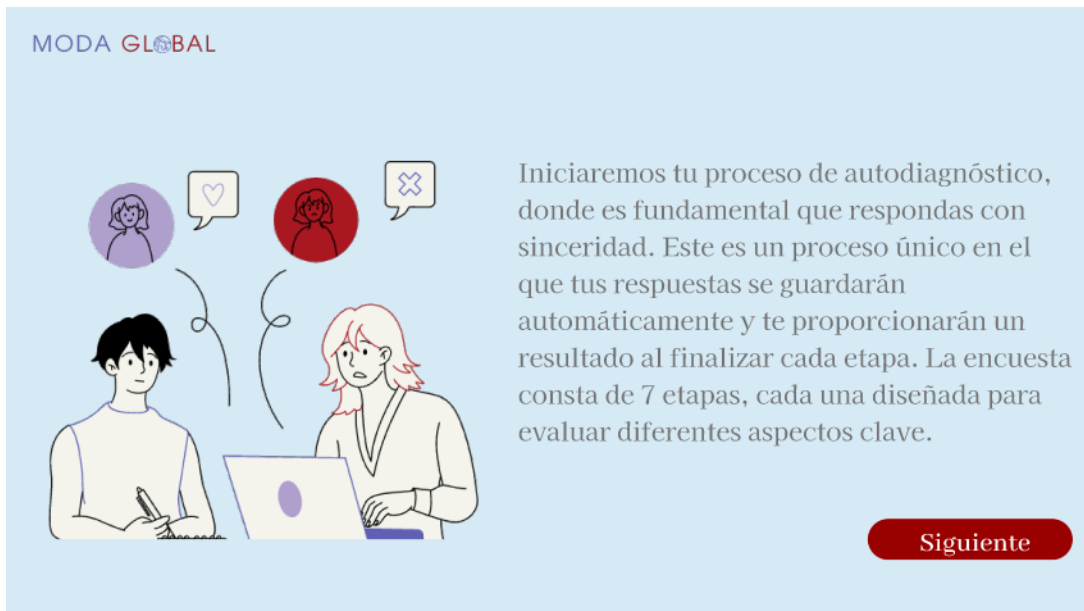 MODA GLOBAL
Iniciaremos tu proceso de autodiagnóstico,
donde es fundamental que respondas con
sinceridad. Este es un proceso único en el
que tus respuestas se guardarán
automáticamente y te proporcionarán un
resultado al finalizar cada etapa. La encuesta
consta de 7 etapas, cada una diseñada para
evaluar diferentes aspectos clave.
Siguiente